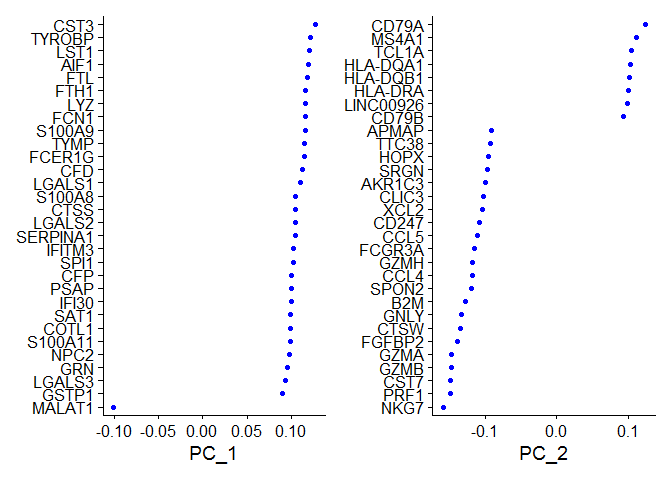 CST3
TYROBP
LST1
AIF1
FTL
FTH1
LYZ
FCN1
S100A9
TYMP
FCER1G
CFD
LGALS1
S100A8
CTSS
LGALS2
SERPINA1
IFITM3
SPI1
CFP
PSAP
IFI30
SAT1
COTL1
S100A11
NPC2
GRN
LGALS3
GSTP1
MALAT1
-0.10 -0.05 0.00 0.05 0.10
PC_1
CD79A
MS4A1
TCL1A
HLA-DQA1
HLA-DQB1
HLA-DRA
LINC00926
CD79B
APMAP
TTC38
HOPX
SRGN
AKR1C3
CLIC3
XCL2
CD247
CCL5
FCGR3A
GZMH
CCL4
SPON2
B2M
GNLY
CTSW
FGFBP2
GZMA
GZMB
CST7
PRF1
NKG7
-0.1 0.0 0.1
PC_2